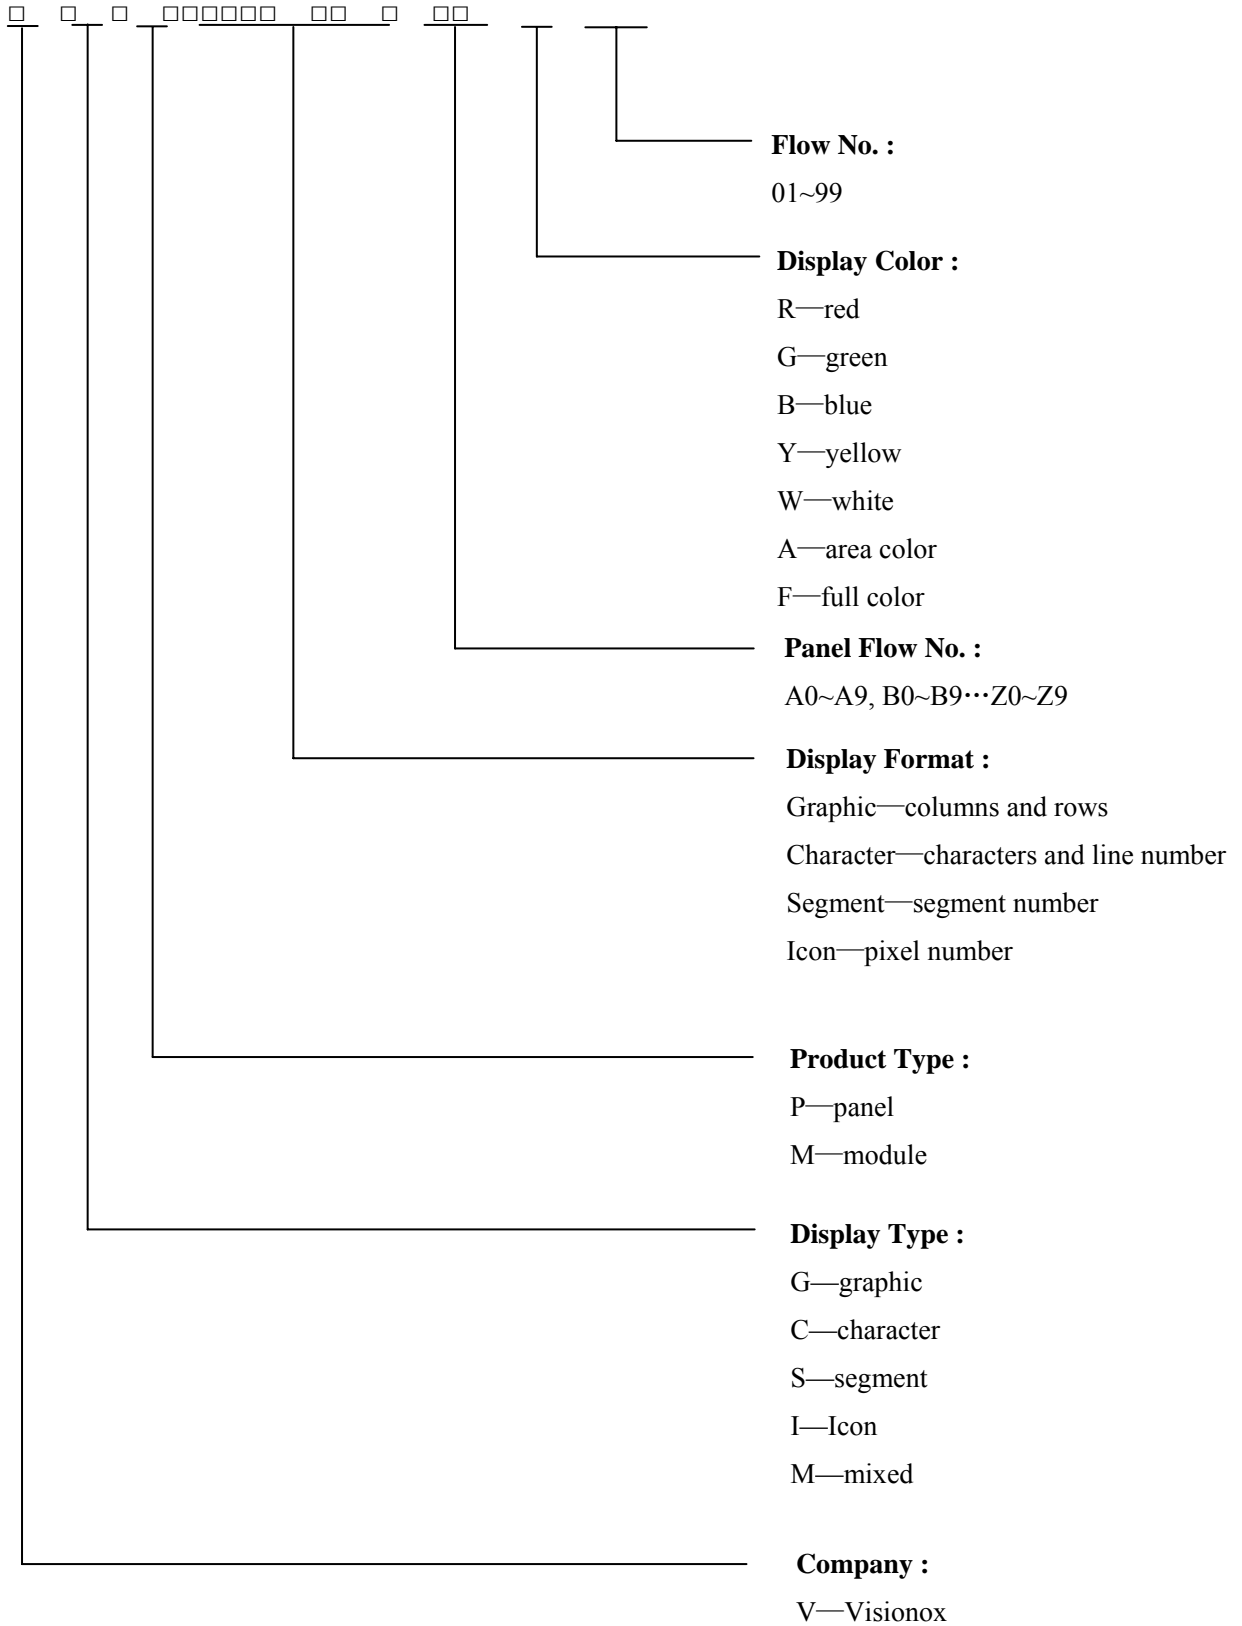 □ □ □ □□□□□□ □□ □ □□
Flow No. :
01~99
Display Color :
R—red
G—green
B—blue
Y—yellow
W—white
A—area color
F—full color
Panel Flow No. :
A0~A9, B0~B9···Z0~Z9
Display Format :
Graphic—columns and rows
Character—characters and line number
Segment—segment number
Icon—pixel number
Product Type :
P—panel
M—module
Display Type :
G—graphic
C—character
S—segment
I—Icon
M—mixed
Company :
V—Visionox